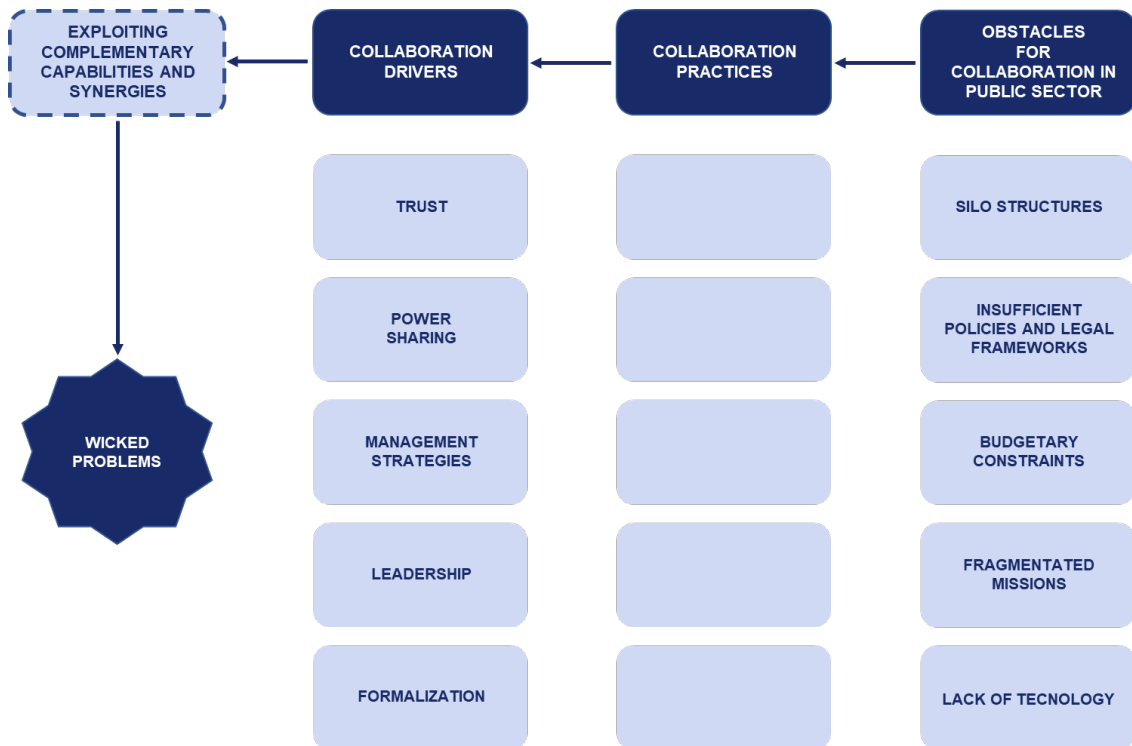 EXPLOITING
COMPLEMENTARY
CAPABILITIES AND
SYNERGIES
COLLABORATION
DRIVERS
COLLABORATION
PRACTICES
OBSTACLES
FOR
COLLABORATION IN
PUBLIC SECTOR
TRUST
SILO STRUCTURES
POWER
SHARING
INSUFFICIENT
POLICIES AND LEGAL
FRAMEWORKS
WICKED
PROBLEMS
MANAGEMENT
STRATEGIES
BUDGETARY
CONSTRAINTS
LEADERSHIP
FRAGMENTATED
MISSIONS
FORMALIZATION
LACK OF TECNOLOGY